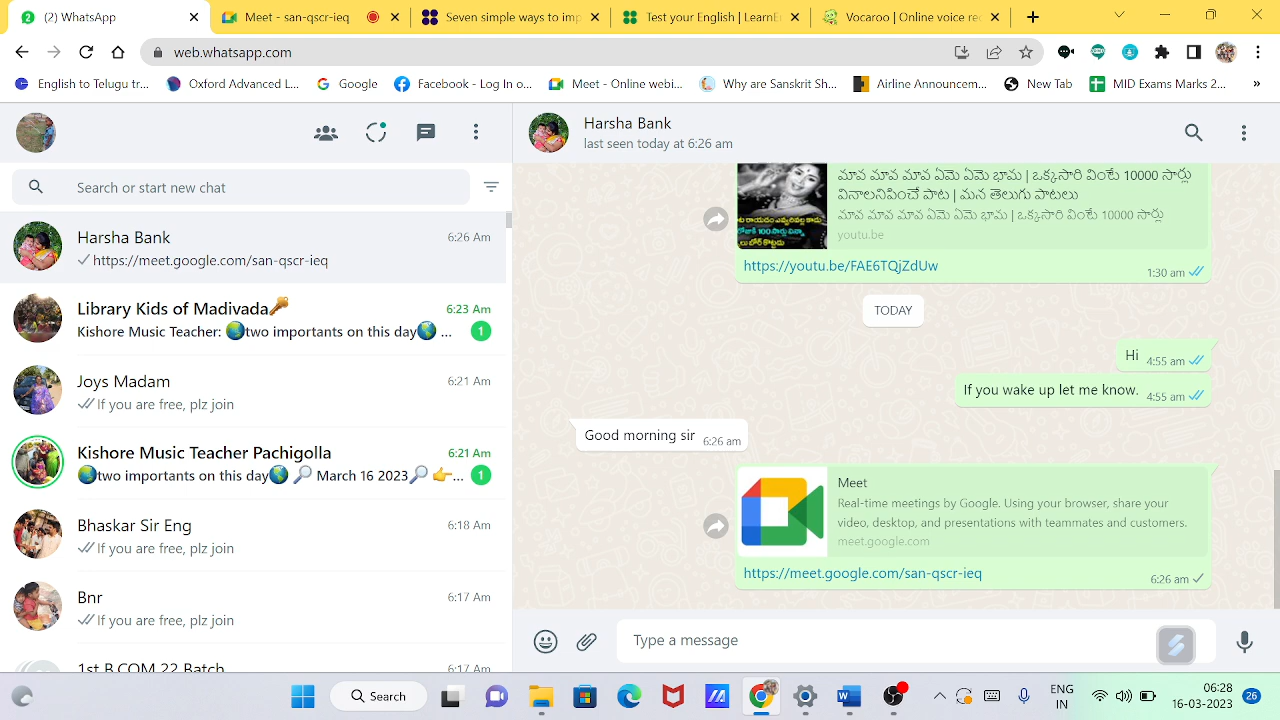 (2) WhatsApp
Meet - san-qscr-ieq
Some simple ways to imp
Test your English | LearnE
Vocaroo | Online voice rec
web.whatsapp.com
English to Telugu tr...
Oxford Advanced L...
Google
Facebook - Log In o...
Meet - Online webi...
Why are Sanskrit Sh...
Airline Announcem...
New Tab
MID Exams Marks 2...
»
Harsha Bank
last seen today at 6:26 am
Search or start new chat
Harsha Bank
6:26 Am
https://meet.google.com/san-qscr-ieq
Library Kids of Madivada🔑
6:23 Am
Kishore Music Teacher: 🌎two importants on this day🌎 ...
1
Joys Madam
6:21 Am
If you are free, plz join
Kishore Music Teacher Pachigolla
6:21 Am
🌎two importants on this day🌎 🔎 March 16 2023🔎 👉...
1
Bhaskar Sir Eng
6:18 Am
If you are free, plz join
Bnr
6:17 Am
If you are free, plz join
1st B.COM 22 Batch
6:17 Am
మావ మావ మావ ఏమె ఏమె భామ | ఒక్కసారి వింటే 10000 సార్లు
వినాలనిపించే పాట | మన తెలుగు పాటలు
మావ మావ మావ ఏమె ఏమె భామ | ఒక్కసారి వింటే 10000 సార్లు
youtu.be
https://youtu.be/FAE6TQjZdUw
1:30 am
TODAY
Hi
4:55 am
If you wake up let me know.
4:55 am
Good morning sir
6:26 am
Meet
Real-time meetings by Google. Using your browser, share your
video, desktop, and presentations with teammates and customers.
meet.google.com
https://meet.google.com/san-qscr-ieq
6:26 am
Type a message
Search
ENG
IN
06:28
16-03-2023
26